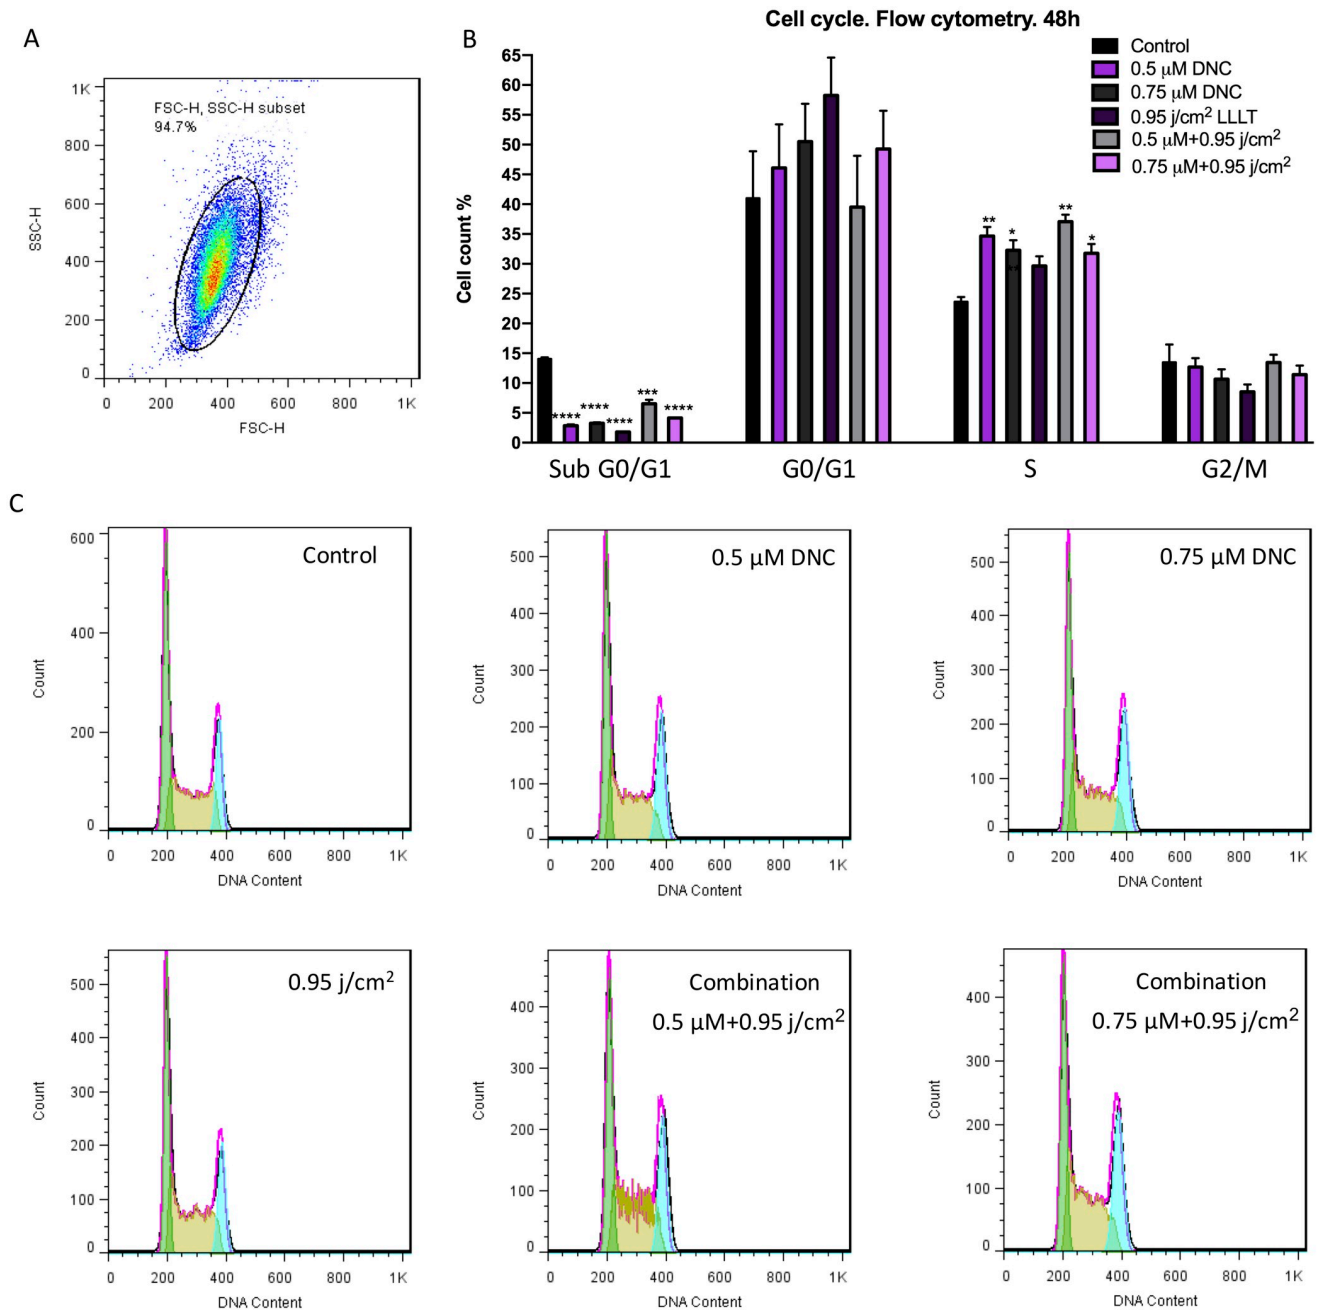 A
1K
800
600
400
200
0
SSC-H
FSC-H, SSC-H subset
94.7%
0 200 400 600 800 1K
FSC-H
B
Cell cycle. Flow cytometry. 48h
Control
0.5 μM DNC
0.75 μM DNC
0.95 j/cm² LLLT
0.5 μM+0.95 j/cm²
0.75 μM+0.95 j/cm²
Cell count %
65
60
55
50
45
40
35
30
25
20
15
10
5
0
**** **** **** *** ****
** * ** ** *
Sub G0/G1 G0/G1 S G2/M
C
Control
600
400
200
0
Count
0 200 400 600 800 1K
DNA Content
0.5 μM DNC
500
400
300
200
100
0
Count
0 200 400 600 800 1K
DNA Content
0.75 μM DNC
500
400
300
200
100
0
Count
0 200 400 600 800 1K
DNA Content
0.95 j/cm²
500
400
300
200
100
0
Count
0 200 400 600 800 1K
DNA Content
Combination
0.5 μM+0.95 j/cm²
400
300
200
100
0
Count
0 200 400 600 800 1K
DNA Content
Combination
0.75 μM+0.95 j/cm²
400
300
200
100
0
Count
0 200 400 600 800 1K
DNA Content